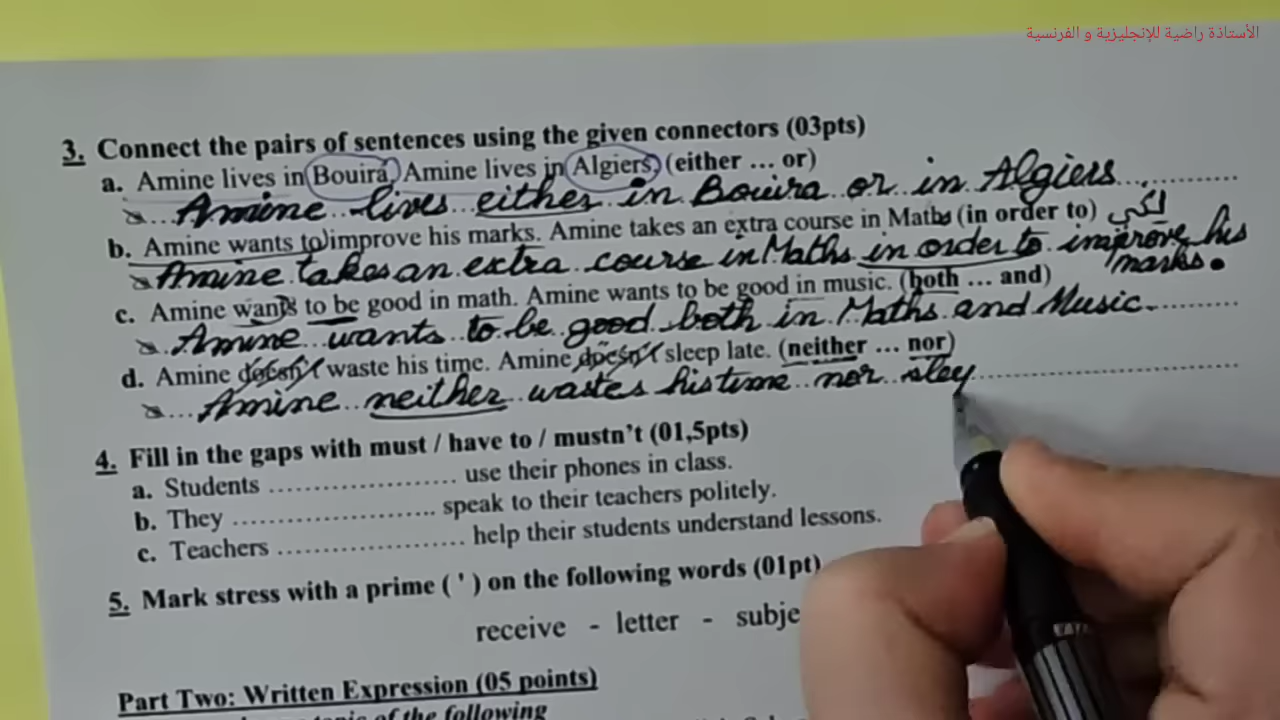 الأستاذة راضية للإنجليزية و الفرنسية
3. Connect the pairs of sentences using the given connectors (03pts)
a. Amine lives in Bouira. Amine lives in Algiers. (either ... or)
Amine lives either in Bouira or in Algiers
b. Amine wants to improve his marks. Amine takes an extra course in Maths (in order to) لكي
Amine takes an extra course in Maths in order to improve his
marks.
c. Amine wants to be good in math. Amine wants to be good in music. (both ... and)
Amine wants to be good both in Maths and Music.
d. Amine doesn't waste his time. Amine doesn't sleep late. (neither ... nor)
Amine neither wastes his time nor sley
4. Fill in the gaps with must / have to / mustn't (01,5pts)
a. Students .................... use their phones in class.
b. They ...................... speak to their teachers politely.
c. Teachers .................... help their students understand lessons.
5. Mark stress with a prime ( ' ) on the following words (01pt)
receive - letter - subje
Part Two: Written Expression (05 points)
of the following